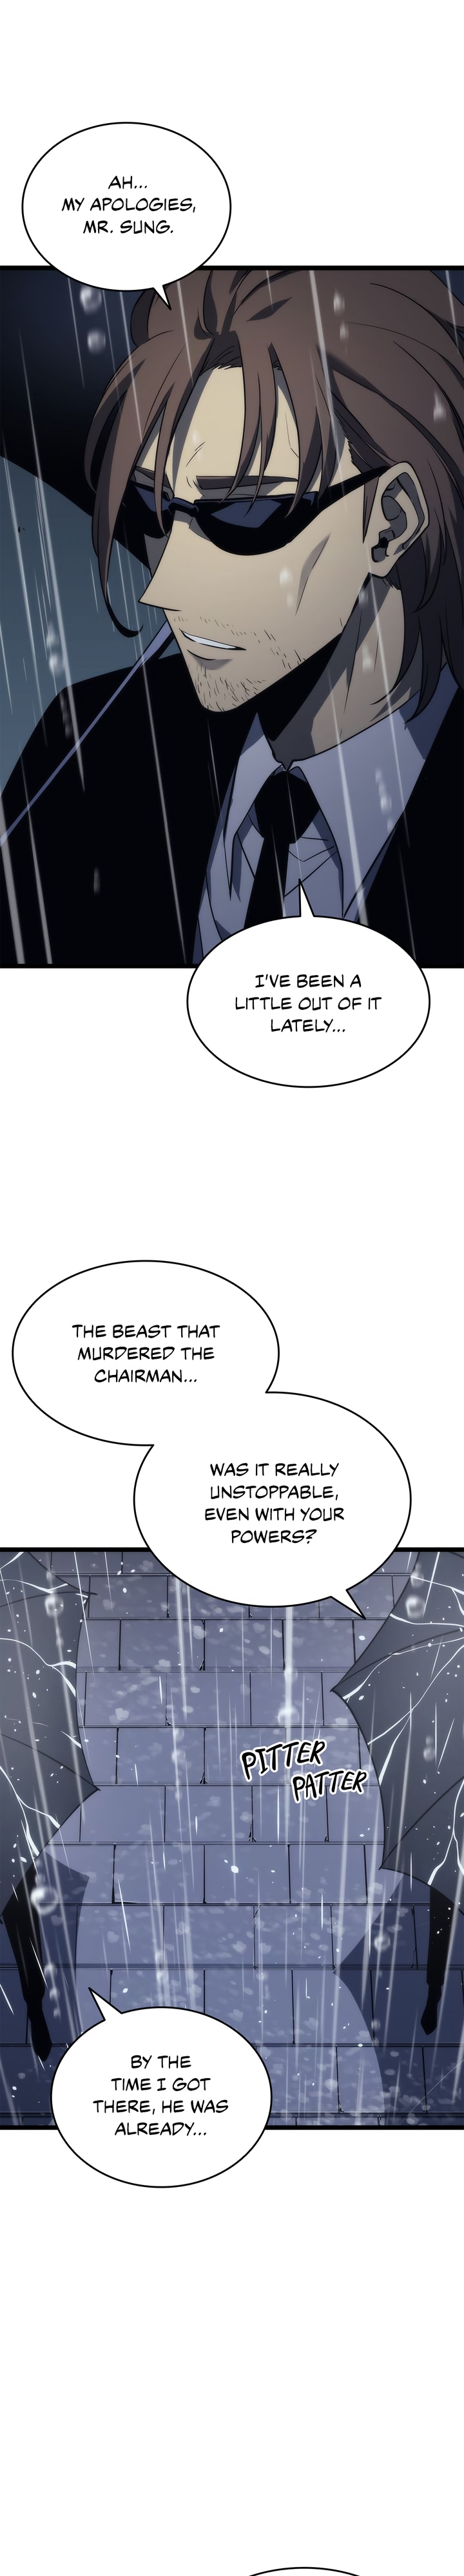 AH...
MY APOLOGIES,
MR. SUNG.
I'VE BEEN A
LITTLE OUT OF IT
LATELY...
THE BEAST THAT
MURDERED THE
CHAIRMAN...
WAS IT REALLY
UNSTOPPABLE,
EVEN WITH YOUR
POWERS?
PITTER
PATTER
BY THE
TIME I GOT
THERE, HE WAS
ALREADY...